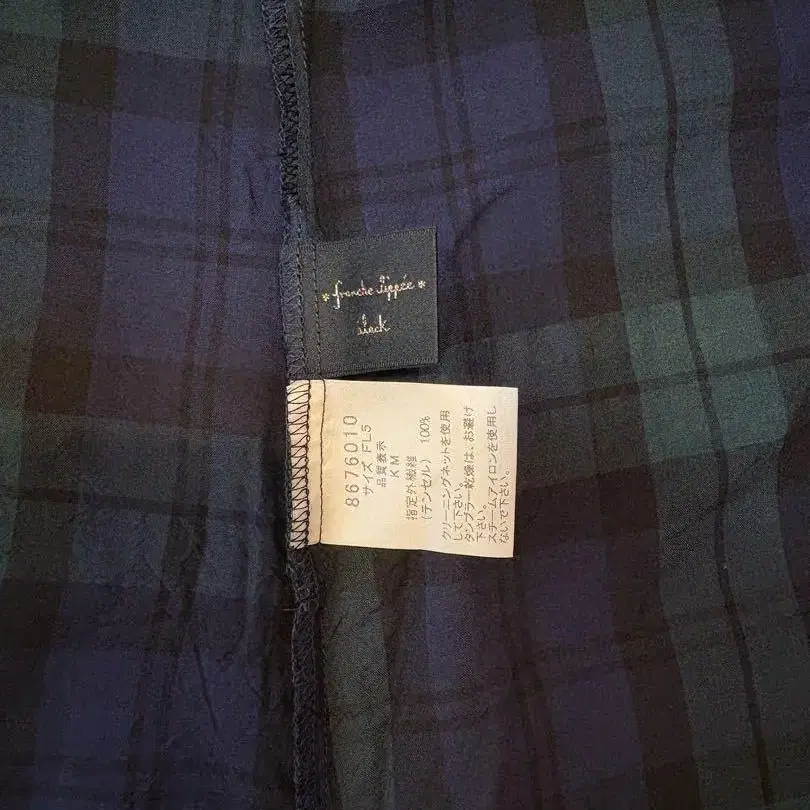 * franche lippée *
black
8676010
サイズ FL5
品質表示
KM
指定外繊維
(テンセル) 100%
クリーニングネットを使用
して下さい。
タンブラー乾燥は、お避け
下さい。
スチームアイロンを使用し
ないで下さい。